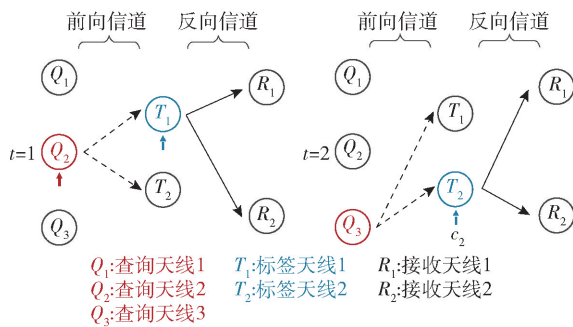 前向信道 反向信道 前向信道 反向信道
Q1 R1 Q1 R1
T1 T1
t=1 Q2 t=2 Q2
T2 T2
Q3 R2 Q3 c2 R2
Q1:查询天线1 T1:标签天线1 R1:接收天线1
Q2:查询天线2 T2:标签天线2 R2:接收天线2
Q3:查询天线3